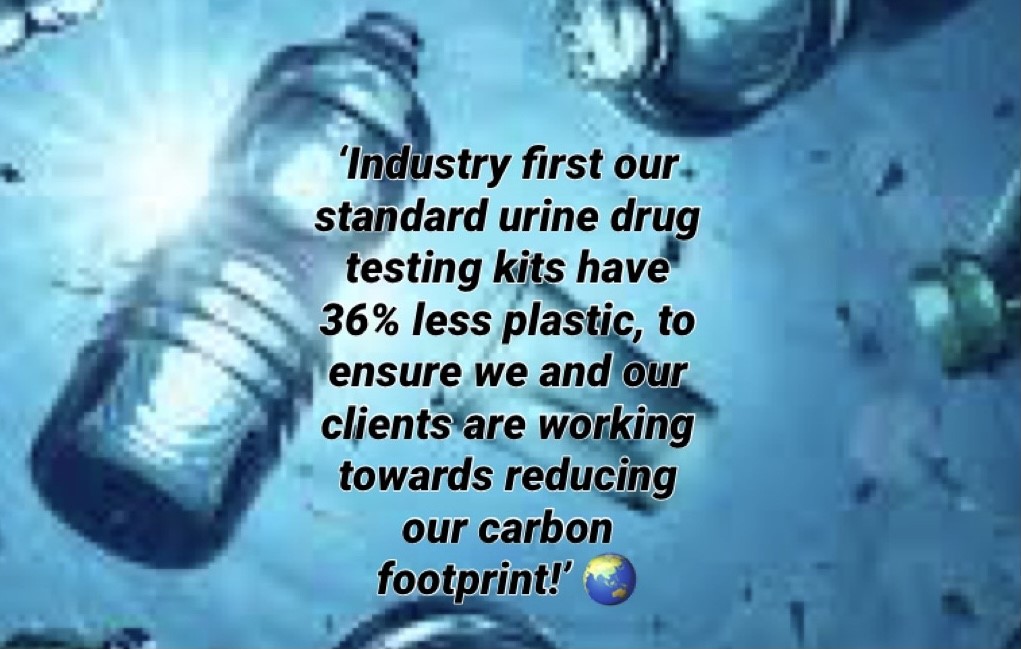 ‘Industry first our
standard urine drug
testing kits have
36% less plastic, to
ensure we and our
clients are working
towards reducing
our carbon
footprint!’ 🌏